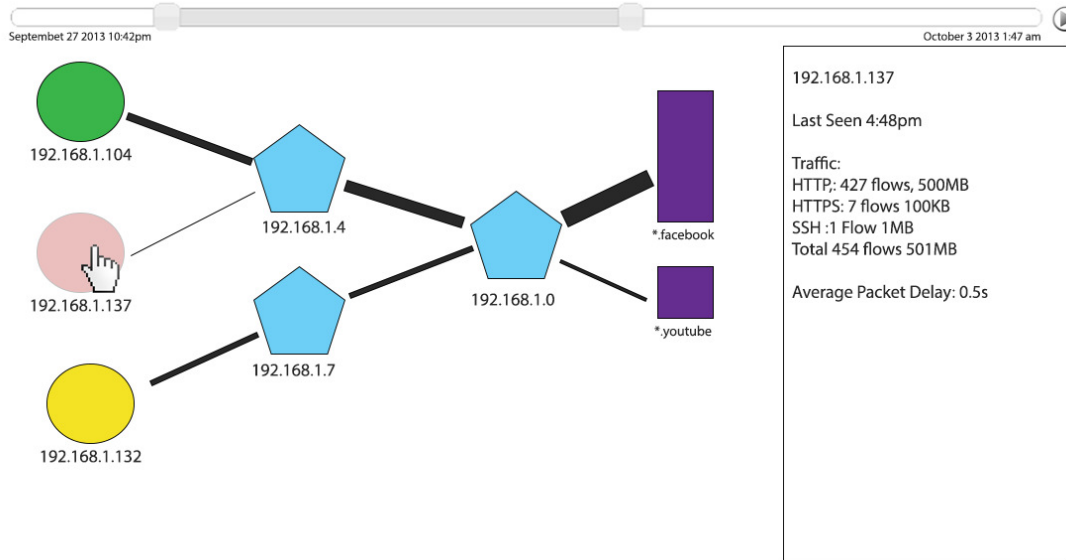 Septembet 27 2013 10:42pm
October 3 2013 1:47 am
192.168.1.104
192.168.1.137
192.168.1.132
192.168.1.4
192.168.1.7
192.168.1.0
*.facebook
*.youtube
192.168.1.137
Last Seen 4:48pm
Traffic:
HTTP,: 427 flows, 500MB
HTTPS: 7 flows 100KB
SSH :1 Flow 1MB
Total 454 flows 501MB
Average Packet Delay: 0.5s